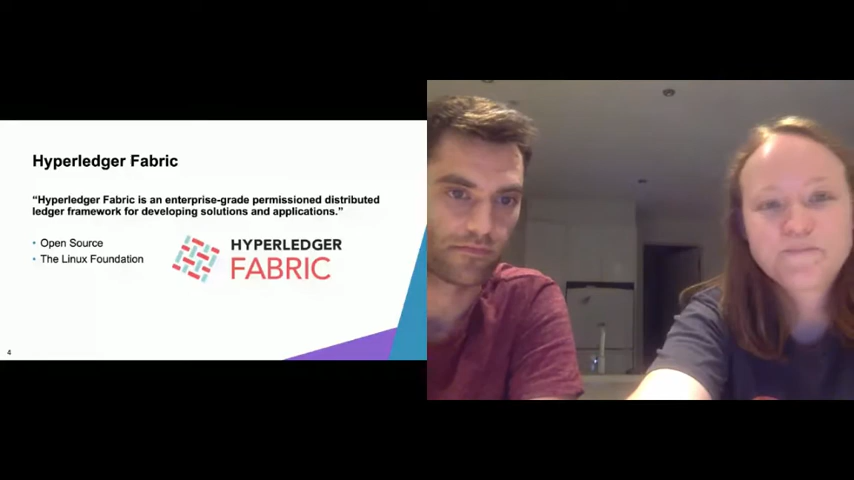 Hyperledger Fabric
“Hyperledger Fabric is an enterprise-grade permissioned distributed
ledger framework for developing solutions and applications.”
• Open Source
• The Linux Foundation
HYPERLEDGER
FABRIC
4